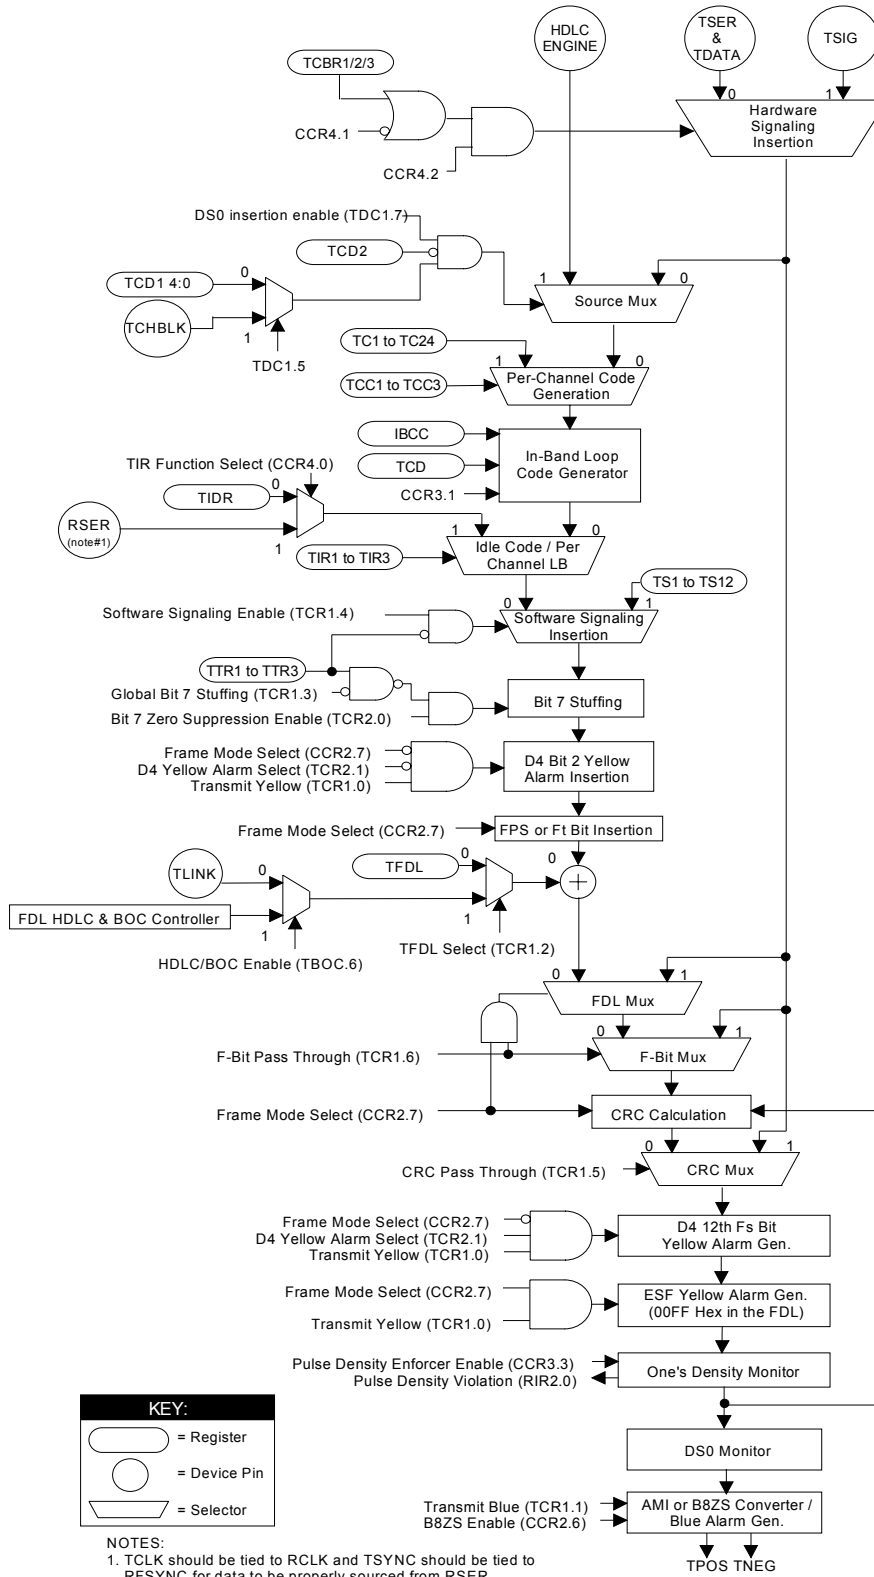 HDLC
ENGINE
TSER
&
TDATA
TSIG
TCBR1/2/3
0
1
Hardware
Signaling
Insertion
CCR4.1
CCR4.2
DS0 insertion enable (TDC1.7)
TCD2
0
TCD1 4:0
1
0
Source Mux
TCHBLK
1
TDC1.5
TC1 to TC24
1
0
TCC1 to TCC3
Per-Channel Code
Generation
IBCC
TCD
In-Band Loop
Code Generator
CCR3.1
TIR Function Select (CCR4.0)
0
TIDR
RSER
(note#1)
1
1
0
TIR1 to TIR3
Idle Code / Per
Channel LB
TS1 to TS12
0
1
Software Signaling Enable (TCR1.4)
Software Signaling
Insertion
TTR1 to TTR3
Global Bit 7 Stuffing (TCR1.3)
Bit 7 Stuffing
Bit 7 Zero Suppression Enable (TCR2.0)
Frame Mode Select (CCR2.7)
D4 Yellow Alarm Select (TCR2.1)
Transmit Yellow (TCR1.0)
D4 Bit 2 Yellow
Alarm Insertion
Frame Mode Select (CCR2.7)
FPS or Ft Bit Insertion
0
0
0
TLINK
TFDL
FDL HDLC & BOC Controller
1
1
TFDL Select (TCR1.2)
HDLC/BOC Enable (TBOC.6)
0
1
FDL Mux
0
1
F-Bit Pass Through (TCR1.6)
F-Bit Mux
Frame Mode Select (CCR2.7)
CRC Calculation
0
1
CRC Pass Through (TCR1.5)
CRC Mux
Frame Mode Select (CCR2.7)
D4 Yellow Alarm Select (TCR2.1)
Transmit Yellow (TCR1.0)
D4 12th Fs Bit
Yellow Alarm Gen.
Frame Mode Select (CCR2.7)
Transmit Yellow (TCR1.0)
ESF Yellow Alarm Gen.
(00FF Hex in the FDL)
Pulse Density Enforcer Enable (CCR3.3)
Pulse Density Violation (RIR2.0)
One's Density Monitor
KEY:
= Register
= Device Pin
= Selector
DS0 Monitor
Transmit Blue (TCR1.1)
B8ZS Enable (CCR2.6)
AMI or B8ZS Converter /
Blue Alarm Gen.
TPOS TNEG
NOTES:
1. TCLK should be tied to RCLK and TSYNC should be tied to
RFSYNC for data to be properly sourced from RSER